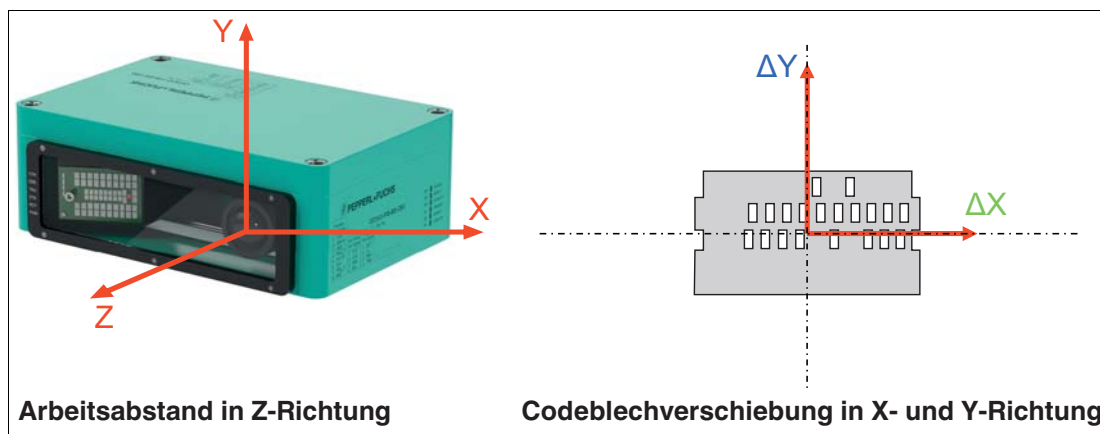 Y
X
Z
PEPPERL+FUCHS
ΔY
ΔX
Arbeitsabstand in Z-Richtung
Codeblechverschiebung in X- und Y-Richtung